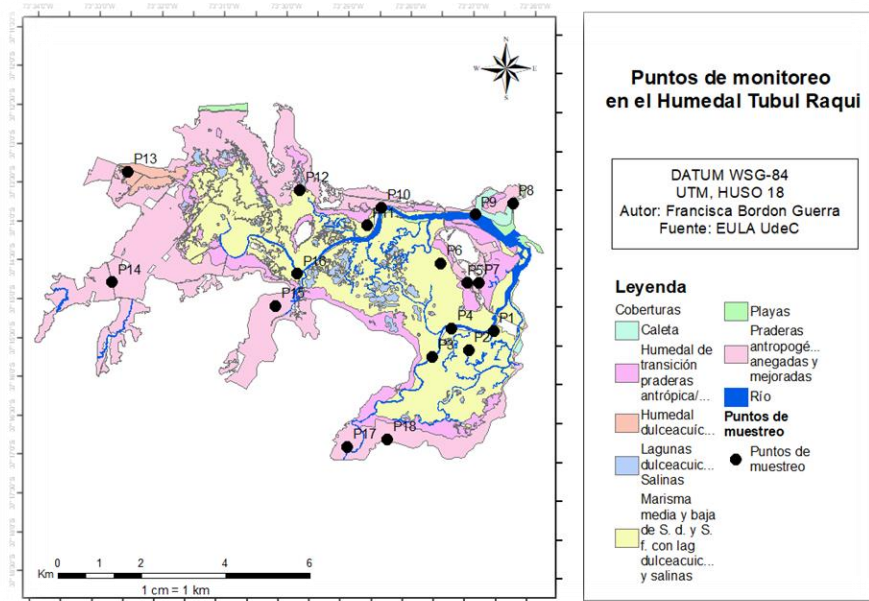 N
W
E
S
P13
P12
P10
P11
P9
P8
P6
P5
P7
P14
P16
P15
P4
P1
P2
P3
P17
P18
0
2
4
6
Km
1 cm = 1 km
Puntos de monitoreo
en el Humedal Tubul Raqui
DATUM WSG-84
UTM, HUSO 18
Autor: Francisca Bordon Guerra
Fuente: EULA UdeC
Leyenda
Coberturas
Caleta
Humedal de
transición
praderas
antrópica/...
Humedal
dulceacuíc...
Lagunas
dulceacuic...
Salinas
Marisma
media y baja
de S. d. y S.
f. con lag
dulceacuic...
y salinas
Playas
Praderas
antropogé...
anegadas y
mejoradas
Río
Puntos de
muestreo
Puntos de
muestreo